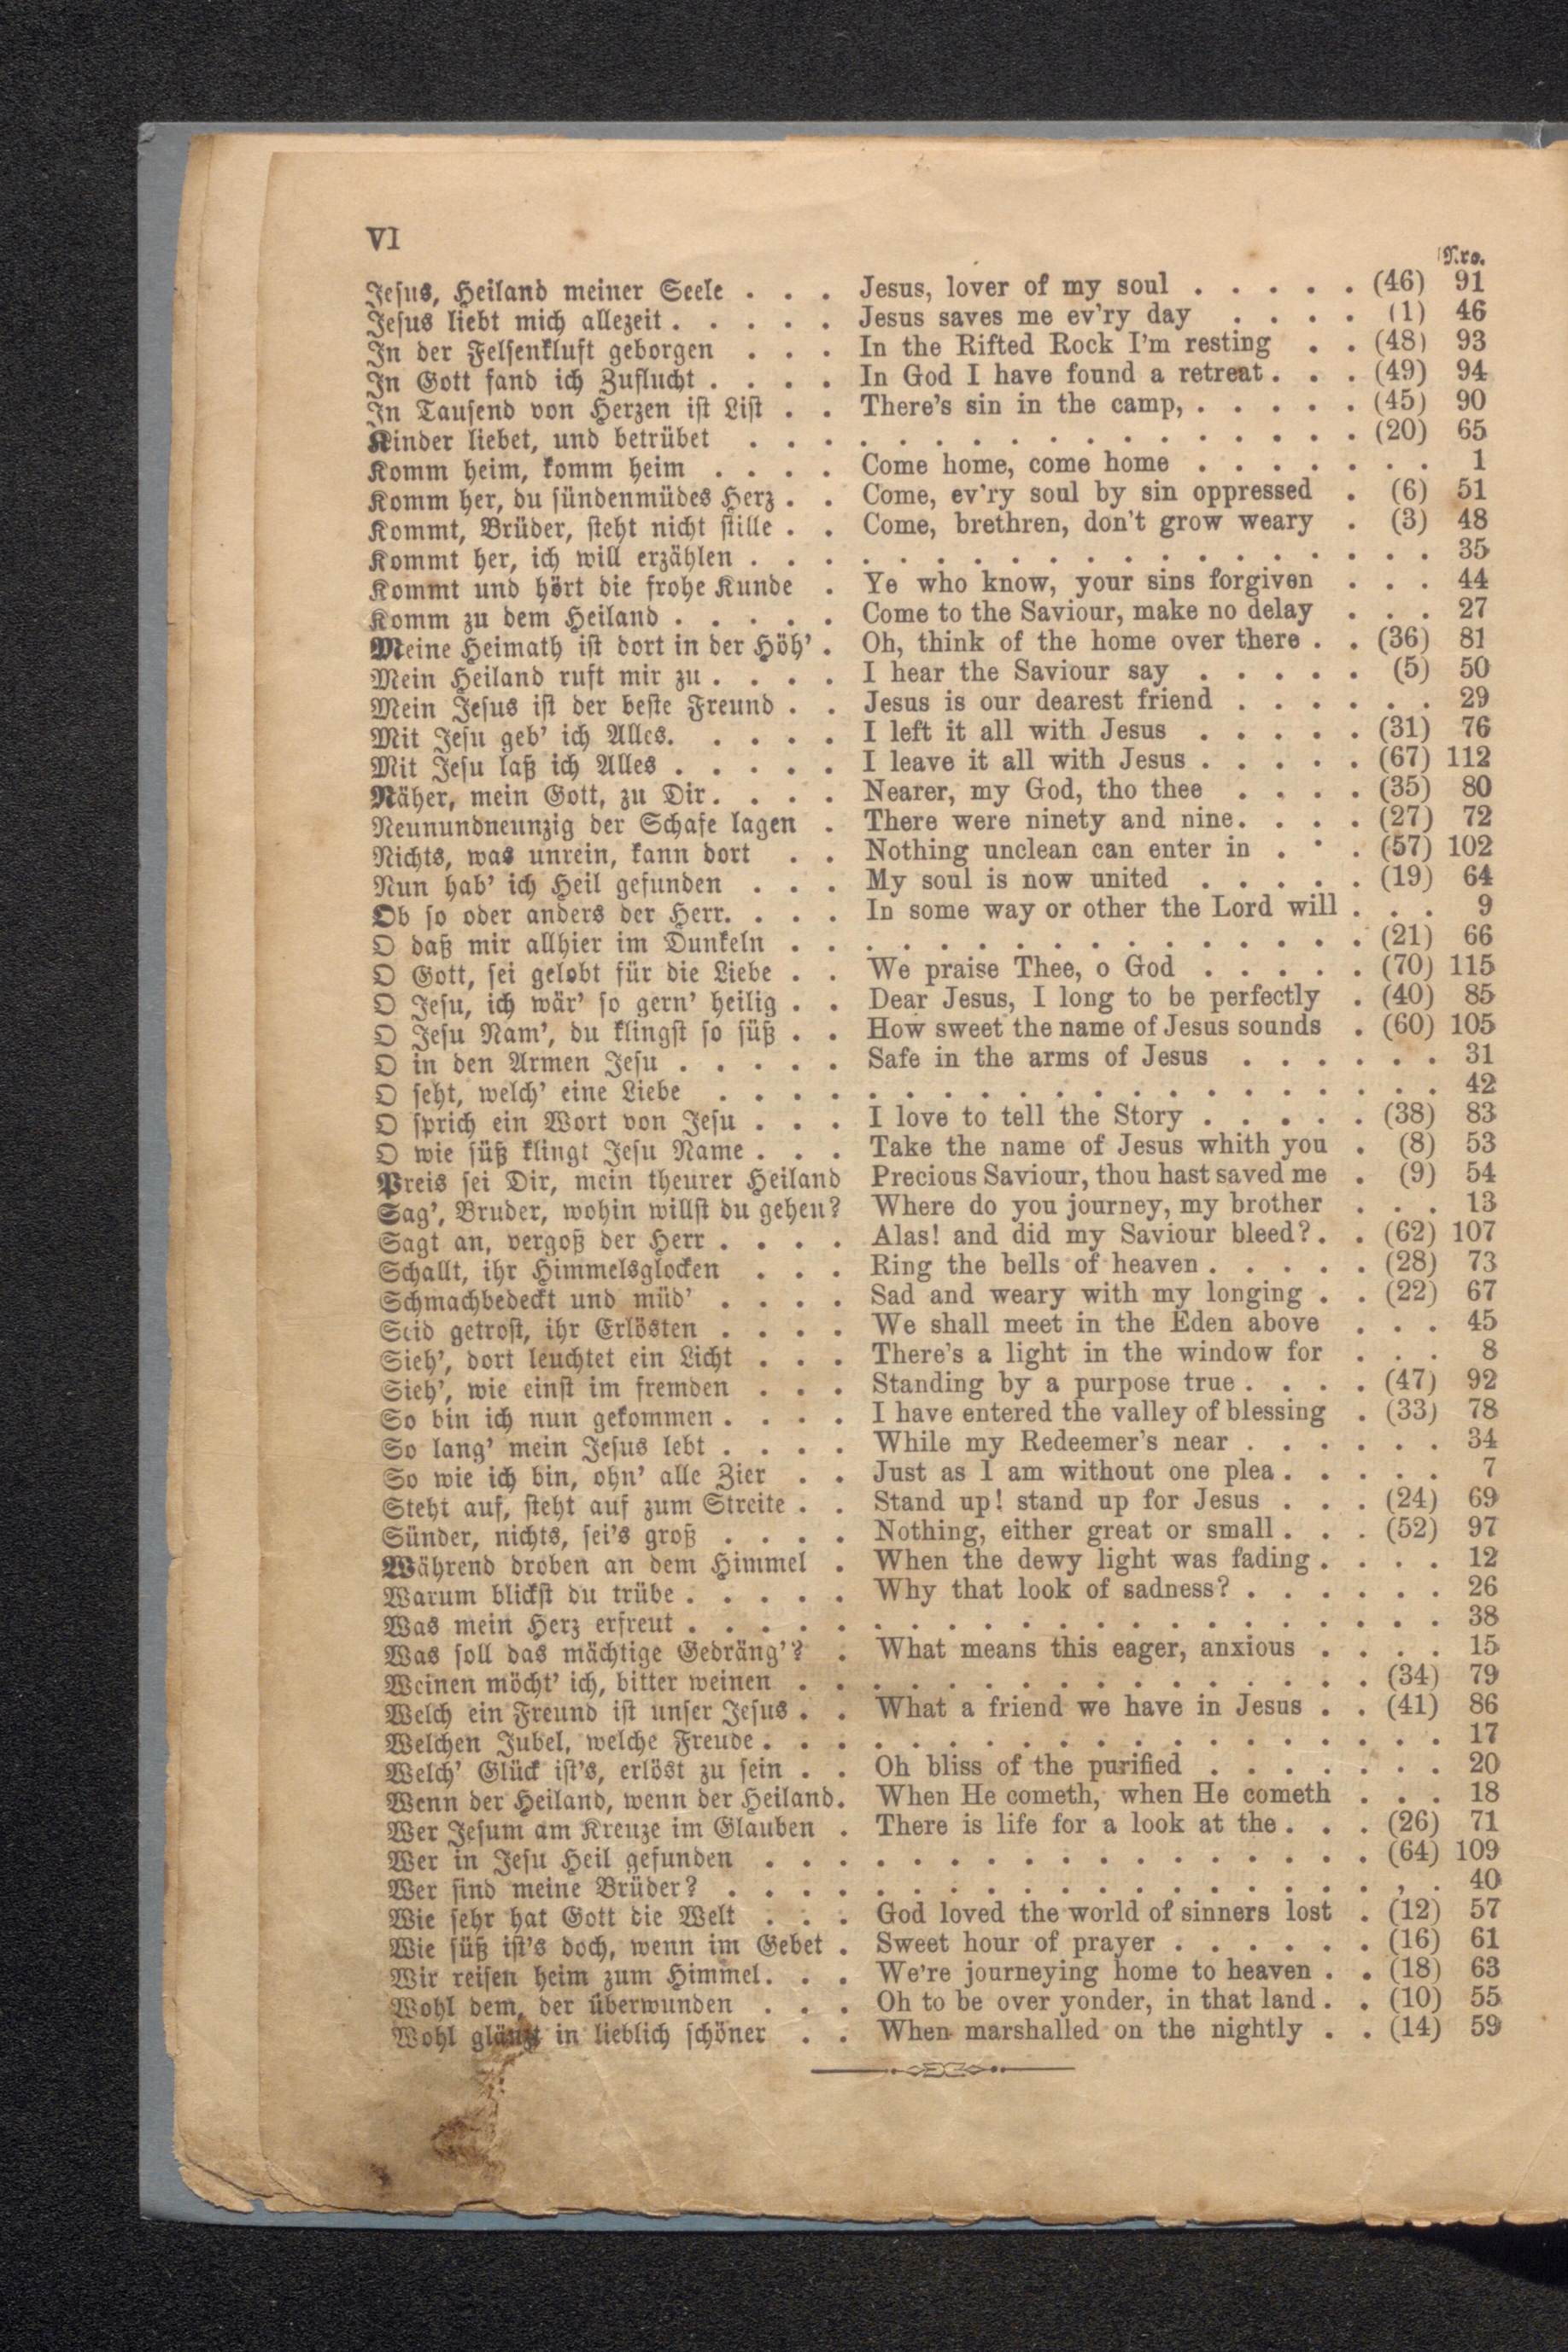 VI
Nro.
Jesus, Heiland meiner Seele . . . Jesus, lover of my soul . . . . . (46) 91
Jesus liebt mich allezeit . . . . . Jesus saves me ev'ry day . . . . (1) 46
In der Felsenkluft geborgen . . . In the Rifted Rock I'm resting . . (48) 93
In Gott fand ich Zuflucht . . . . In God I have found a retreat . . . (49) 94
In Tausend von Herzen ist List . . There's sin in the camp, . . . . . (45) 90
Kinder liebet, und betrübet . . . . . . . . . . . . . . . . . (20) 65
Komm heim, komm heim . . . . Come home, come home . . . . . . . 1
Komm her, du sündenmüdes Herz . . Come, ev'ry soul by sin oppressed . (6) 51
Kommt, Brüder, steht nicht stille . . Come, brethren, don't grow weary . (3) 48
Kommt her, ich will erzählen . . . . . . . . . . . . . . . . . . . 35
Kommt und hört die frohe Kunde . Ye who know, your sins forgiven . . . 44
Komm zu dem Heiland . . . . . Come to the Saviour, make no delay . . . 27
Meine Heimath ist dort in der Höh' . Oh, think of the home over there . . (36) 81
Mein Heiland ruft mir zu . . . . I hear the Saviour say . . . . . (5) 50
Mein Jesus ist der beste Freund . . Jesus is our dearest friend . . . . . . 29
Mit Jesu geb' ich Alles. . . . . I left it all with Jesus . . . . . (31) 76
Mit Jesu laß ich Alles . . . . . I leave it all with Jesus . . . . . (67) 112
Näher, mein Gott, zu Dir . . . . Nearer, my God, tho thee . . . . (35) 80
Neunundneunzig der Schafe lagen . There were ninety and nine . . . . (27) 72
Nichts, was unrein, kann dort . . Nothing unclean can enter in . . . (57) 102
Nun hab' ich Heil gefunden . . . My soul is now united . . . . . (19) 64
Ob so oder anders der Herr . . . . In some way or other the Lord will . . . 9
O daß mir allhier im Dunkeln . . . . . . . . . . . . . . . . (21) 66
O Gott, sei gelobt für die Liebe . . We praise Thee, o God . . . . . (70) 115
O Jesu, ich wär' so gern' heilig . . Dear Jesus, I long to be perfectly . (40) 85
O Jesu Nam', du klingst so süß . . How sweet the name of Jesus sounds . (60) 105
O in den Armen Jesu . . . . . Safe in the arms of Jesus . . . . . . 31
O seht, welch' eine Liebe . . . . . . . . . . . . . . . . . . . . 42
O sprich ein Wort von Jesu . . . I love to tell the Story . . . . . (38) 83
O wie süß klingt Jesu Name . . . Take the name of Jesus whith you . (8) 53
Preis sei Dir, mein theurer Heiland Precious Saviour, thou hast saved me . (9) 54
Sag', Bruder, wohin willst du gehen? Where do you journey, my brother . . . 13
Sagt an, vergoß der Herr . . . . Alas! and did my Saviour bleed? . . (62) 107
Schallt, ihr Himmelsglocken . . . Ring the bells of heaven . . . . . (28) 73
Schmachbedeckt und müd' . . . . Sad and weary with my longing . . (22) 67
Seid getrost, ihr Erlösten . . . . We shall meet in the Eden above . . . 45
Sieh', dort leuchtet ein Licht . . . There's a light in the window for . . . 8
Sieh', wie einst im fremden . . . Standing by a purpose true . . . . (47) 92
So bin ich nun gekommen . . . . I have entered the valley of blessing . (33) 78
So lang' mein Jesus lebt . . . . While my Redeemer's near . . . . . . 34
So wie ich bin, ohn' alle Zier . . Just as I am without one plea . . . . . 7
Steht auf, steht auf zum Streite . . Stand up! stand up for Jesus . . . (24) 69
Sünder, nichts, sei's groß . . . . Nothing, either great or small . . . (52) 97
Während droben an dem Himmel . When the dewy light was fading . . . . 12
Warum blickst du trübe . . . . . Why that look of sadness? . . . . . . 26
Was mein Herz erfreut . . . . . . . . . . . . . . . . . . . . . 38
Was soll das mächtige Gedräng'? . What means this eager, anxious . . . . 15
Weinen möcht' ich, bitter weinen . . . . . . . . . . . . . . . . (34) 79
Welch ein Freund ist unser Jesus . . What a friend we have in Jesus . . (41) 86
Welchen Jubel, welche Freude . . . . . . . . . . . . . . . . . . . 17
Welch' Glück ist's, erlöst zu sein . . Oh bliss of the purified . . . . . . . 20
Wenn der Heiland, wenn der Heiland. When He cometh, when He cometh . . . 18
Wer Jesum am Kreuze im Glauben . There is life for a look at the . . . (26) 71
Wer in Jesu Heil gefunden . . . . . . . . . . . . . . . . . (64) 109
Wer sind meine Brüder? . . . . . . . . . . . . . . . . . . . . 40
Wie sehr hat Gott die Welt . . . God loved the world of sinners lost . (12) 57
Wie süß ist's doch, wenn im Gebet . Sweet hour of prayer . . . . . . (16) 61
Wir reisen heim zum Himmel. . . We're journeying home to heaven . . (18) 63
Wohl dem, der überwunden . . . Oh to be over yonder, in that land . . (10) 55
Wohl glänzt in lieblich schöner . . When marshalled on the nightly . . (14) 59